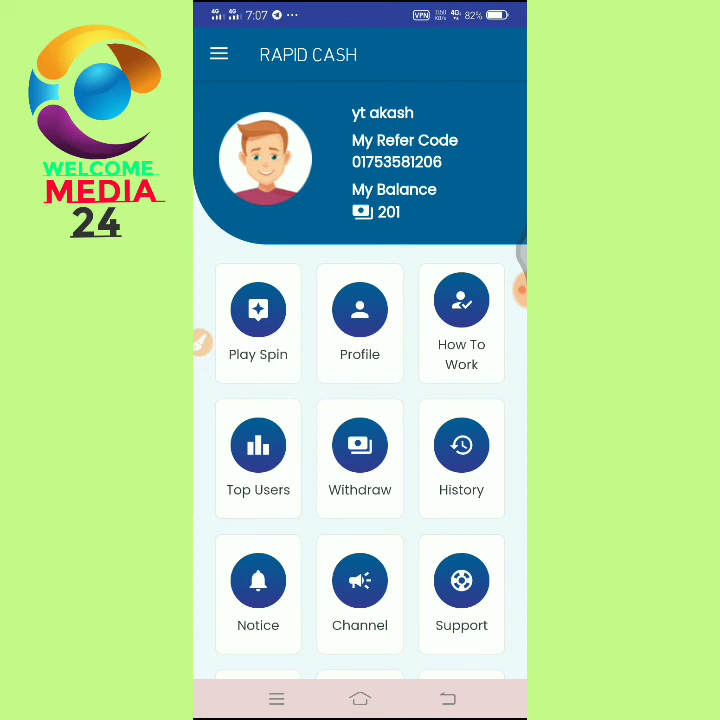 WELCOME
MEDIA
24
4G 4G 7:07
VPN 82%
RAPID CASH
yt akash
My Refer Code
01753581206
My Balance
201
Play Spin
Profile
How To
Work
Top Users
Withdraw
History
Notice
Channel
Support